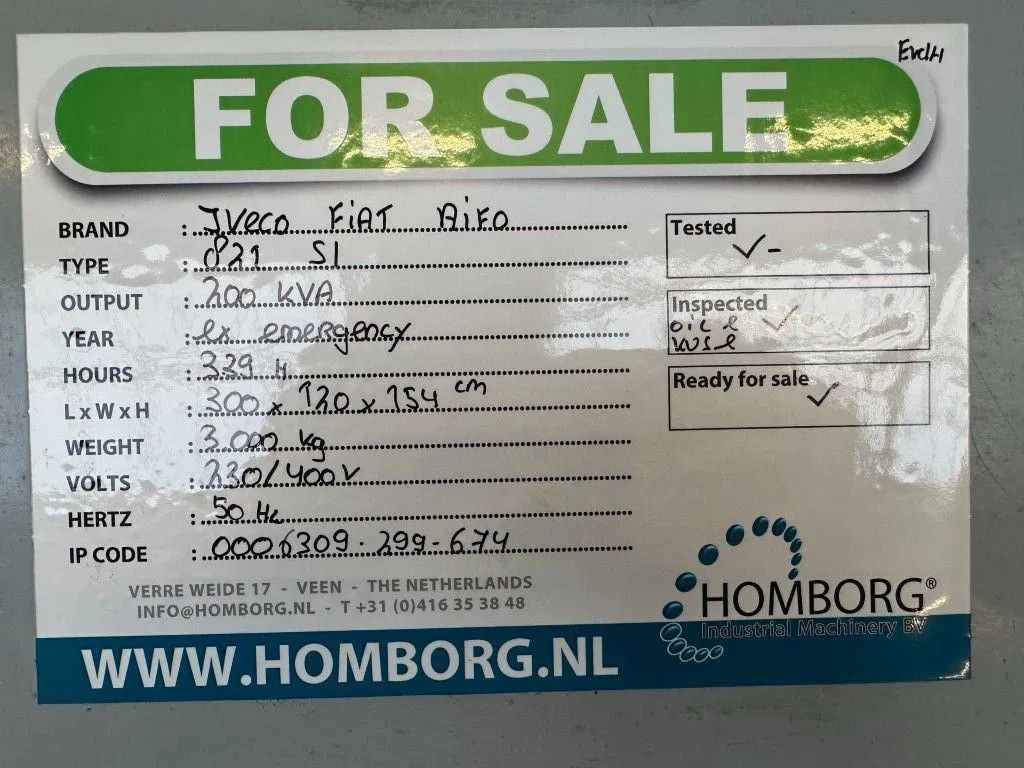 EvdH
FOR SALE
BRAND : Iveco FiAT AiFO
TYPE : 821 SI
OUTPUT : 200 KVA
YEAR : ex emergency
HOURS : 339 H
L x W x H : 300 x 120 x 154 cm
WEIGHT : 3.000 kg
VOLTS : 230/400V
HERTZ : 50 Hz
IP CODE : 0006309-299-674
Tested ✓-
Inspected ✓
Ready for sale ✓
VERRE WEIDE 17 - VEEN - THE NETHERLANDS
INFO@HOMBORG.NL - T +31 (0)416 35 38 48
HOMBORG®
Industrial Machinery BV
WWW.HOMBORG.NL